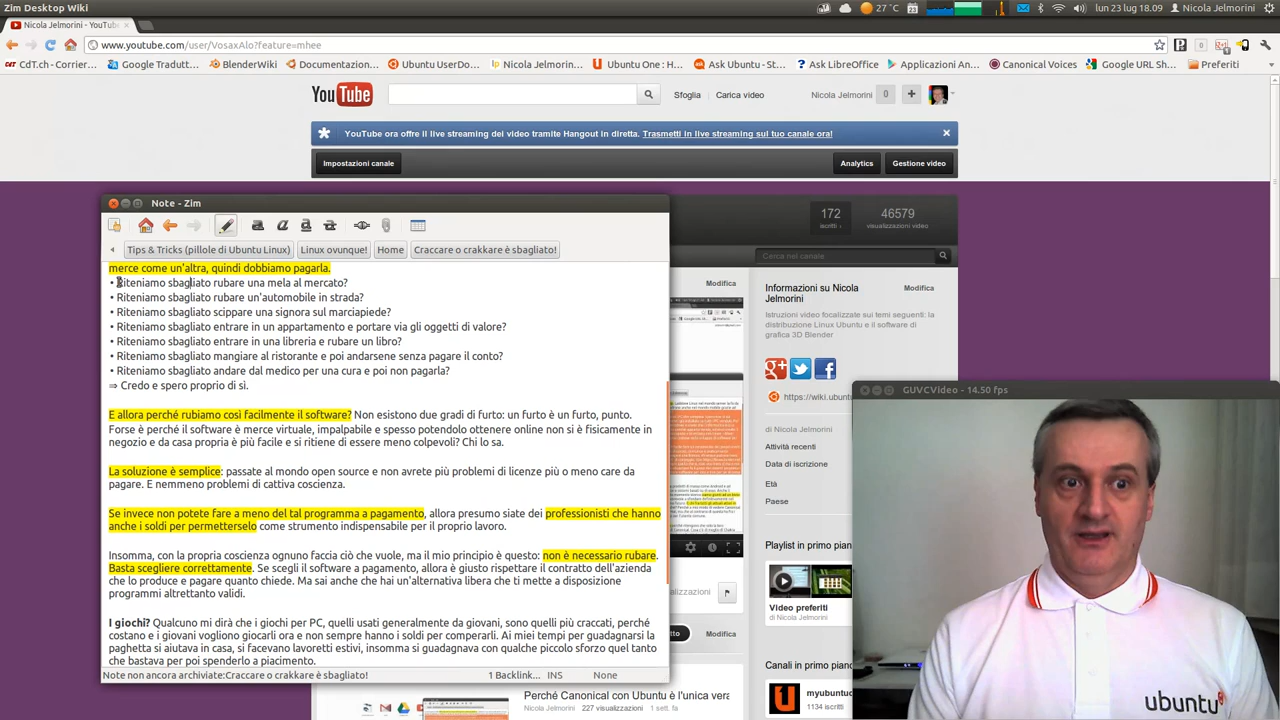 Zim Desktop Wiki
27 °C
lun 23 lug 18.09
Nicola Jelmorini
Nicola Jelmorini - YouTub
www.youtube.com/user/VosaxAlo?feature=mhee
CdT.ch - Corrier...
Google Tradutt...
BlenderWiki
Documentazion...
Ubuntu UserDo...
Nicola Jelmorin...
Ubuntu One : H...
Ask Ubuntu - St...
Ask LibreOffice
Applicazioni An...
Canonical Voices
Google URL Sh...
Preferiti
YouTube
Sfoglia
Carica video
Nicola Jelmorini
0
YouTube ora offre il live streaming dei video tramite Hangout in diretta. Trasmetti in live streaming sul tuo canale ora!
Impostazioni canale
Analytics
Gestione video
172
iscritti
46579
visualizzazioni video
Cerca nel canale
Note - Zim
Tips & Tricks (pillole di Ubuntu Linux)
Linux ovunque!
Home
Craccare o crakkare è sbagliato!
merce come un'altra, quindi dobbiamo pagarla.
• Riteniamo sbagliato rubare una mela al mercato?
• Riteniamo sbagliato rubare un'automobile in strada?
• Riteniamo sbagliato scippare una signora sul marciapiede?
• Riteniamo sbagliato entrare in un appartamento e portare via gli oggetti di valore?
• Riteniamo sbagliato entrare in una libreria e rubare un libro?
• Riteniamo sbagliato mangiare al ristorante e poi andarsene senza pagare il conto?
• Riteniamo sbagliato andare dal medico per una cura e poi non pagarla?
⇒ Credo e spero proprio di sì.
E allora perché rubiamo così facilmente il software? Non esistono due gradi di furto: un furto è un furto, punto.
Forse è perché il software è merce virtuale, impalpabile e spesso potendolo ottenere online non si è fisicamente in
negozio e da casa propria è più facile e si ritiene di essere meno colpevoli? Chi lo sa.
La soluzione è semplice: passate al mondo open source e non avrete più problemi di licenze più o meno care da
pagare. E nemmeno problemi di cattiva coscienza.
Se invece non potete fare a meno del tal programma a pagamento, allora presumo siate dei professionisti che hanno
anche i soldi per permetterselo come strumento indispensabile per il proprio lavoro.
Insomma, con la propria coscienza ognuno faccia ciò che vuole, ma il mio principio è questo: non è necessario rubare.
Basta scegliere correttamente. Se scegli il software a pagamento, allora è giusto rispettare il contratto dell'azienda
che lo produce e pagare quanto chiede. Ma sai anche che hai un'alternativa libera che ti mette a disposizione
programmi altrettanto validi.
I giochi? Qualcuno mi dirà che i giochi per PC, quelli usati generalmente da giovani, sono quelli più craccati, perché
costano e i giovani vogliono giocarli ora e non sempre hanno i soldi per comperarli. Ai miei tempi per guadagnarsi la
paghetta si aiutava in casa, si facevano lavoretti estivi, insomma si guadagnava con qualche piccolo sforzo quel tanto
che bastava per poi spenderlo a piacimento.
Note non ancora archiviate:Craccare o crakkare è sbagliato!
1 Backlink...
INS
None
Modifica
Informazioni su Nicola
Jelmorini
Modifica
Istruzioni video focalizzate sui temi seguenti: la
distribuzione Linux Ubuntu e il software di
grafica 3D Blender
https://wiki.ubuntu
di Nicola Jelmorini
Attività recenti
Data di iscrizione
Età
Paese
Playlist in primo pian
Video preferiti
di Nicola Jelmorini
Modifica
Canali in primo piano
myubuntu
1134 iscritti
Perché Canonical con Ubuntu è l'unica vera
Nicola Jelmorini
227 visualizzazioni
1 sett. fa
GUVCVideo - 14.50 fps
ubuntu